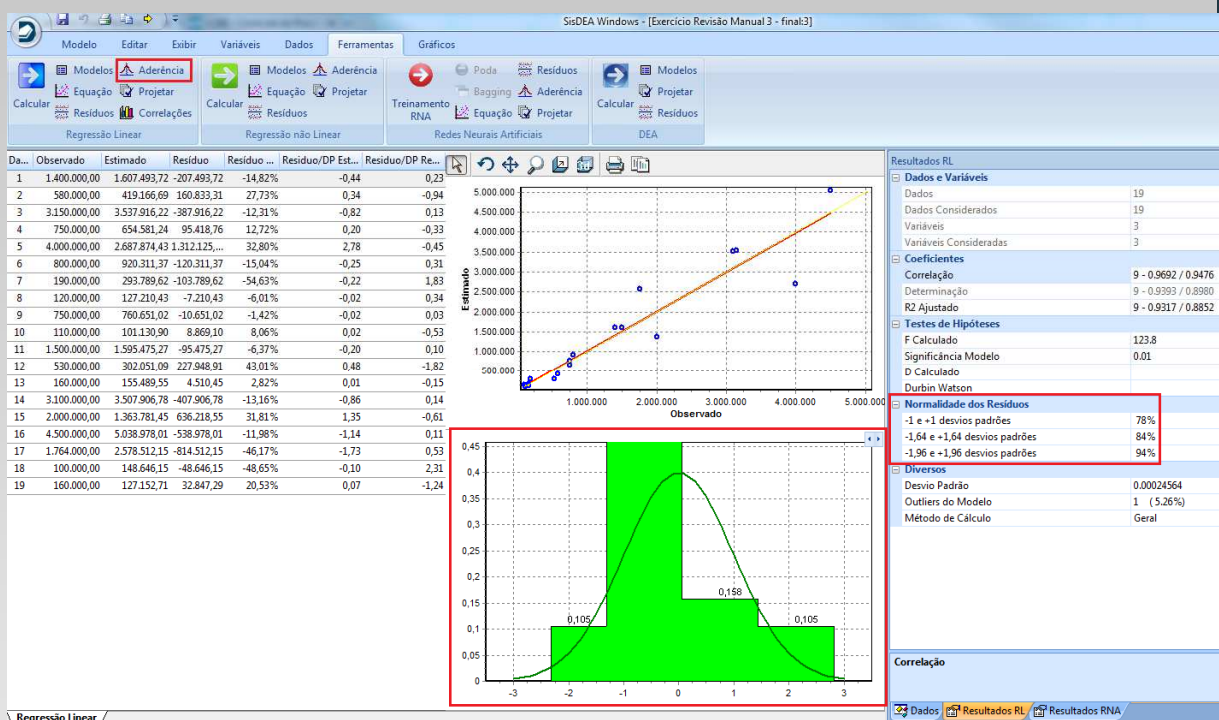 SisDEA Windows - [Exercício Revisão Manual 3 - final:3]
Modelo Editar Exibir Variáveis Dados Ferramentas Gráficos
Calcular
Modelos Aderência
Equação Projetar
Resíduos Correlações
Regressão Linear
Calcular
Modelos Aderência
Equação Projetar
Resíduos
Regressão não Linear
Treinamento RNA
Poda Resíduos
Bagging Aderência
Equação Projetar
Redes Neurais Artificiais
Calcular
Modelos
Projetar
Resíduos
DEA
Da... Observado Estimado Resíduo Resíduo ... Residuo/DP Est... Residuo/DP Re...
1 1.400.000,00 1.607.493,72 -207.493,72 -14,82% -0,44 0,23
2 580.000,00 419.166,69 160.833,31 27,73% 0,34 -0,94
3 3.150.000,00 3.537.916,22 -387.916,22 -12,31% -0,82 0,13
4 750.000,00 654.581,24 95.418,76 12,72% 0,20 -0,33
5 4.000.000,00 2.687.874,43 1.312.125,... 32,80% 2,78 -0,45
6 800.000,00 920.311,37 -120.311,37 -15,04% -0,25 0,31
7 190.000,00 293.789,62 -103.789,62 -54,63% -0,22 1,83
8 120.000,00 127.210,43 -7.210,43 -6,01% -0,02 0,34
9 750.000,00 760.651,02 -10.651,02 -1,42% -0,02 0,03
10 110.000,00 101.130,90 8.869,10 8,06% 0,02 -0,53
11 1.500.000,00 1.595.475,27 -95.475,27 -6,37% -0,20 0,10
12 530.000,00 302.051,09 227.948,91 43,01% 0,48 -1,82
13 160.000,00 155.489,55 4.510,45 2,82% 0,01 -0,15
14 3.100.000,00 3.507.906,78 -407.906,78 -13,16% -0,86 0,14
15 2.000.000,00 1.363.781,45 636.218,55 31,81% 1,35 -0,61
16 4.500.000,00 5.038.978,01 -538.978,01 -11,98% -1,14 0,11
17 1.764.000,00 2.578.512,15 -814.512,15 -46,17% -1,73 0,53
18 100.000,00 148.646,15 -48.646,15 -48,65% -0,10 2,31
19 160.000,00 127.152,71 32.847,29 20,53% 0,07 -1,24
Regressão Linear
5.000.000
4.500.000
4.000.000
3.500.000
3.000.000
2.500.000
2.000.000
1.500.000
1.000.000
500.000
Estimado
1.000.000 2.000.000 3.000.000 4.000.000 5.000.000
Observado
0,45
0,4
0,35
0,3
0,25
0,2
0,15
0,1
0,05
0
0,105 0,158 0,105
-3 -2 -1 0 1 2 3
Resultados RL
Dados e Variáveis
Dados 19
Dados Considerados 19
Variáveis 3
Variáveis Consideradas 3
Coeficientes
Correlação 9 - 0.9692 / 0.9476
Determinação 9 - 0.9393 / 0.8980
R2 Ajustado 9 - 0.9317 / 0.8852
Testes de Hipóteses
F Calculado 123.8
Significância Modelo 0.01
D Calculado
Durbin Watson
Normalidade dos Resíduos
-1 e +1 desvios padrões 78%
-1,64 e +1,64 desvios padrões 84%
-1,96 e +1,96 desvios padrões 94%
Diversos
Desvio Padrão 0.00024564
Outliers do Modelo 1 (5.26%)
Método de Cálculo Geral
Correlação
Dados Resultados RL Resultados RNA